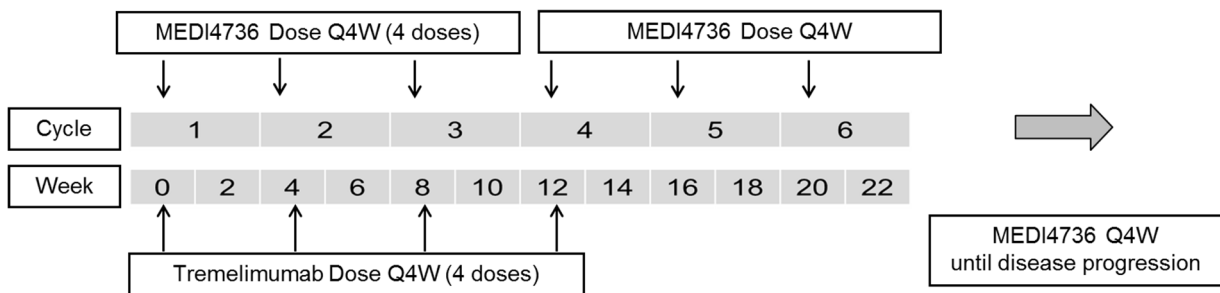 MEDI4736 Dose Q4W (4 doses)
MEDI4736 Dose Q4W
Cycle
1 2 3 4 5 6
Week
0 2 4 6 8 10 12 14 16 18 20 22
Tremelimumab Dose Q4W (4 doses)
MEDI4736 Q4W
until disease progression